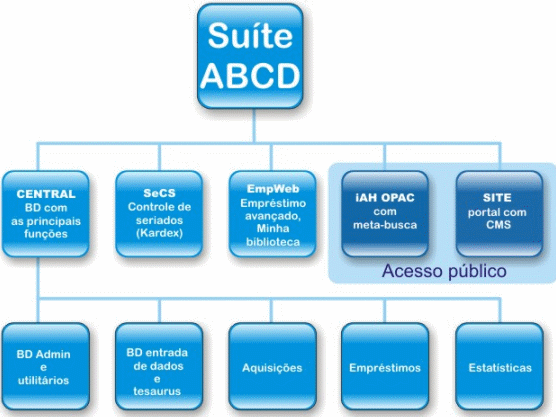 Suíte
ABCD
CENTRAL
BD com
as principais
funções
SeCS
Controle de
seriados
(Kardex)
EmpWeb
Empréstimo
avançado,
Minha
biblioteca
iAH OPAC
com
meta-busca
SITE
portal com
CMS
Acesso público
BD Admin
e
utilitários
BD entrada
de dados
e
tesaurus
Aquisições
Empréstimos
Estatísticas